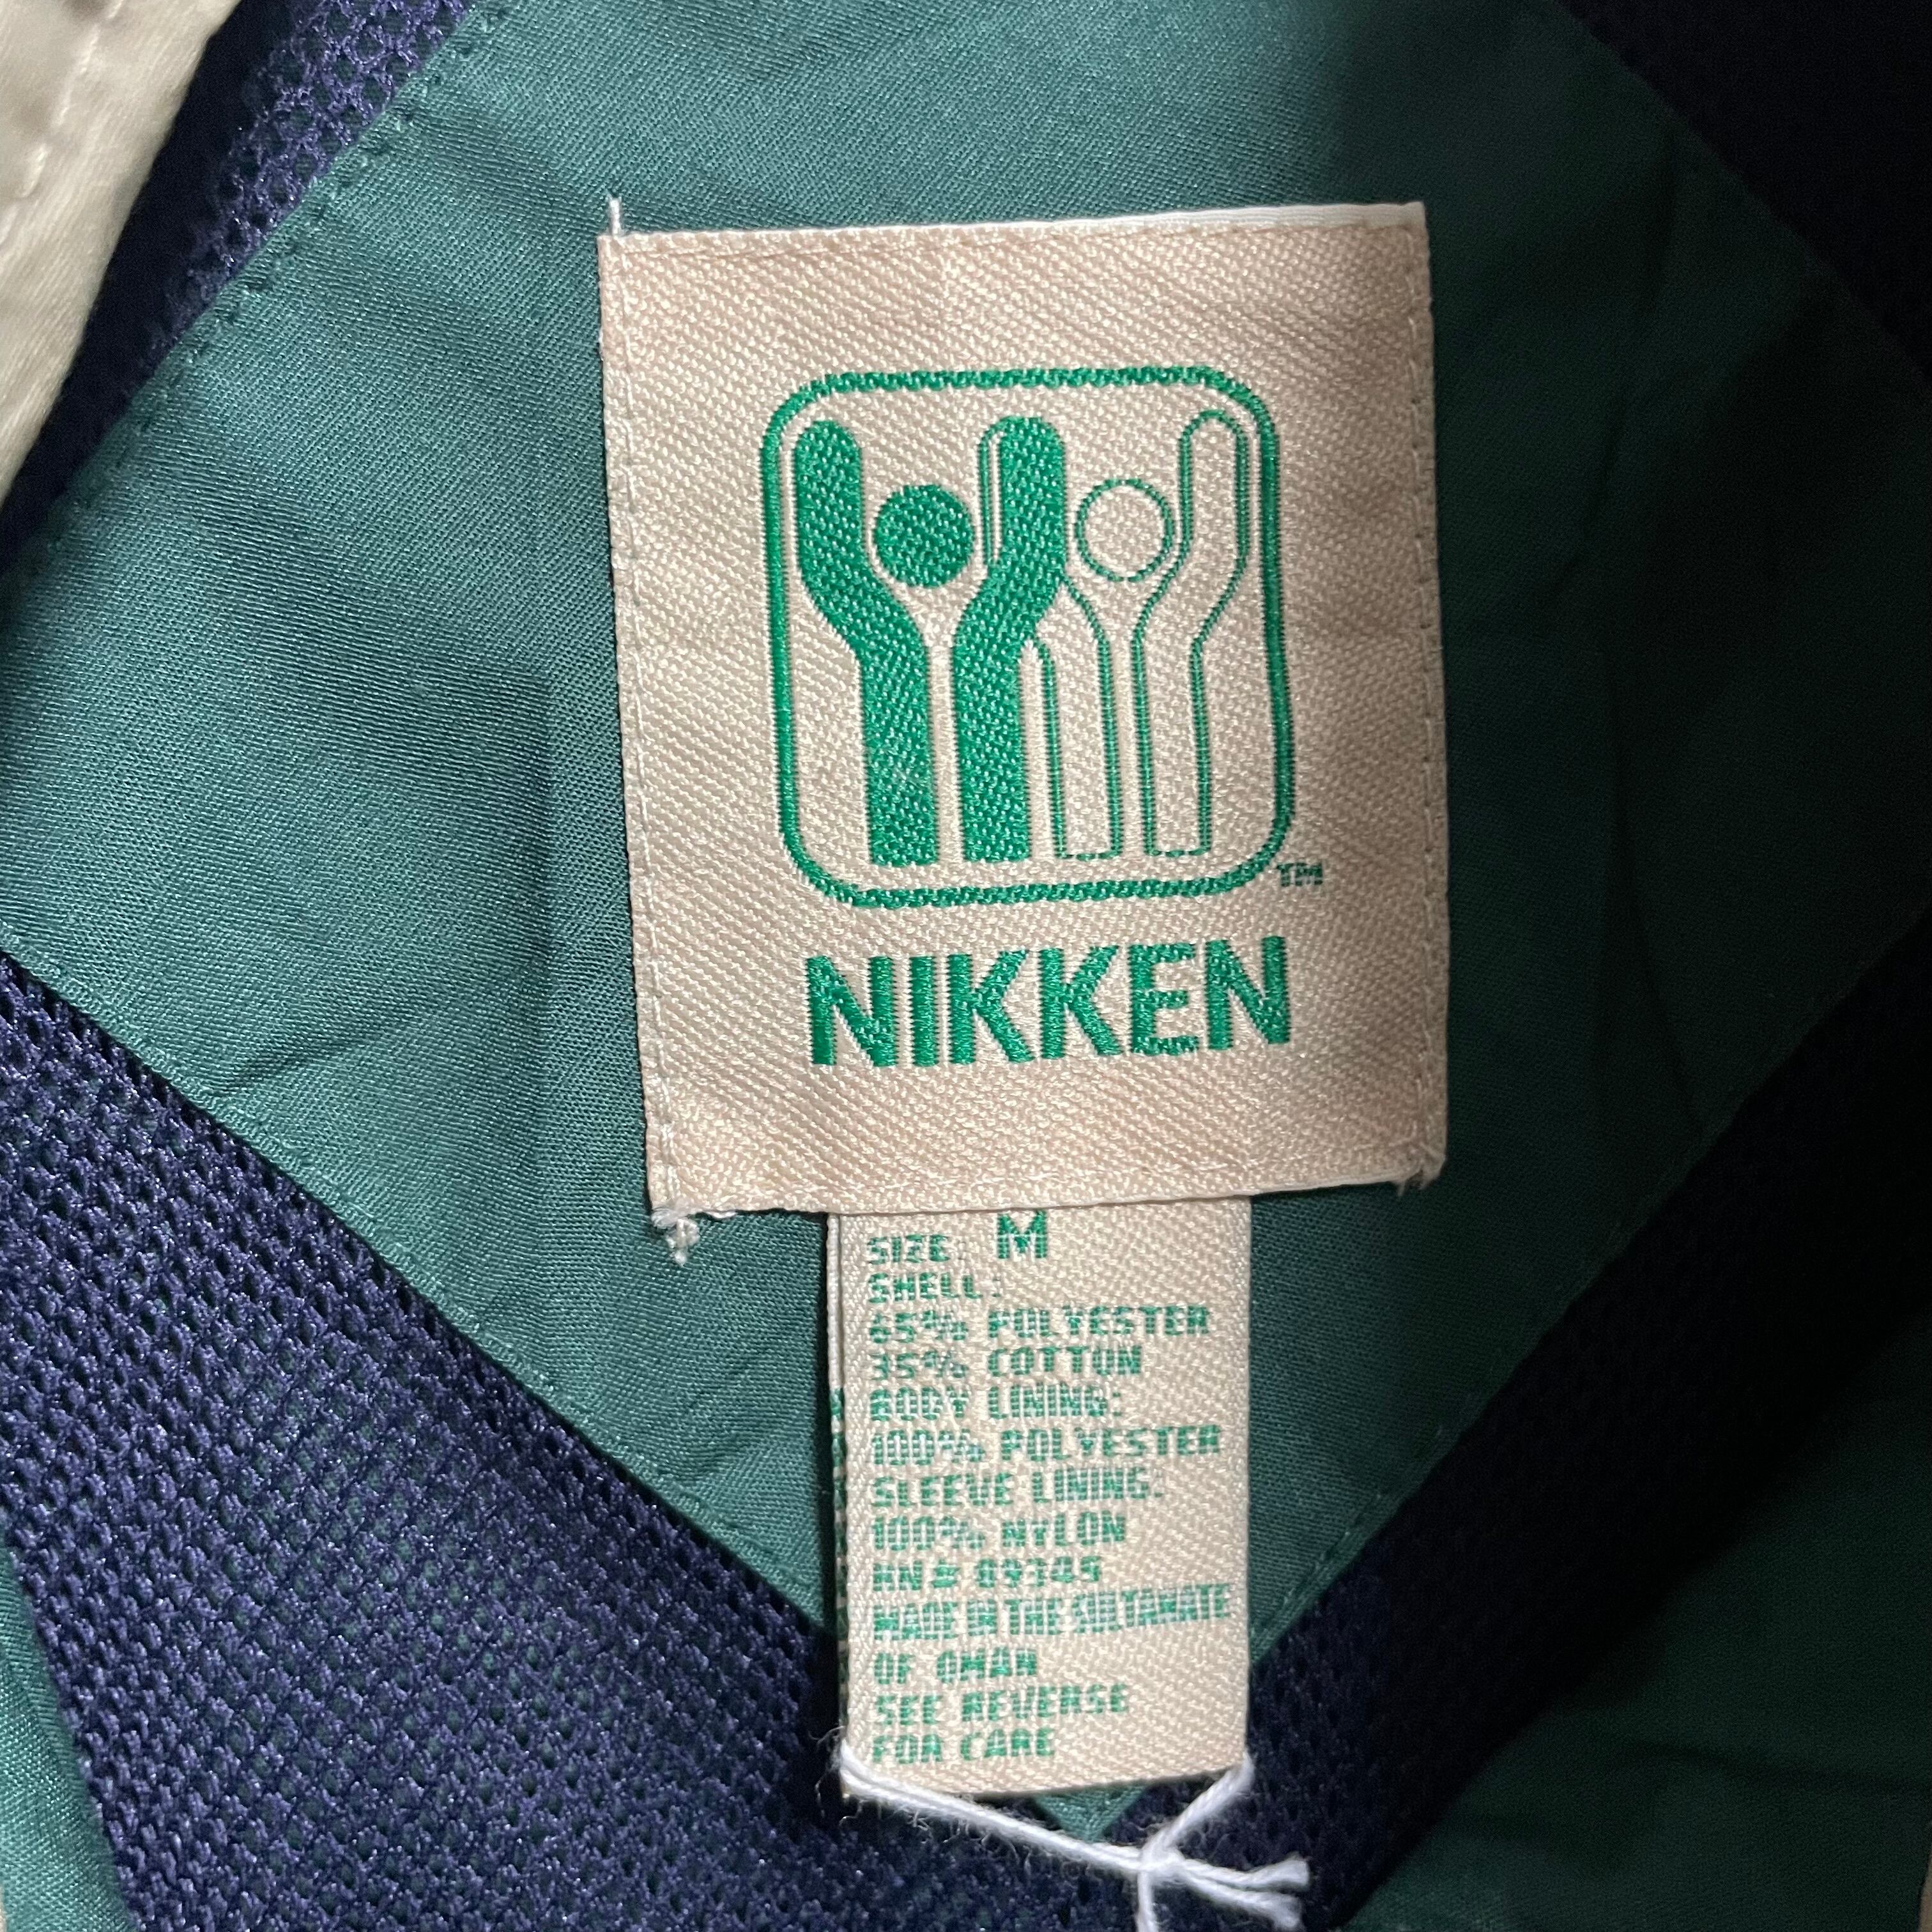 TM
NIKKEN
SIZE: M
SHELL:
65% POLYESTER
35% COTTON
BODY LINING:
100% POLYESTER
SLEEVE LINING:
100% NYLON
RN#
MADE IN THE SULTANATE
OF OMAN
SEE REVERSE
FOR CARE